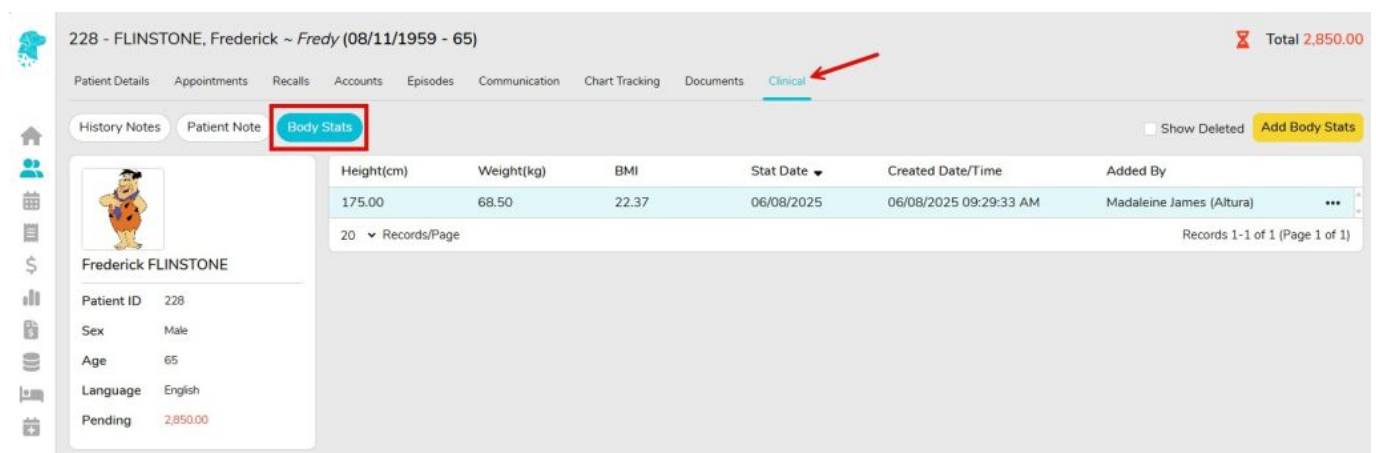 228 - FLINSTONE, Frederick ~ Fredy (08/11/1959 - 65)
Total 2,850.00
Patient Details Appointments Recalls Accounts Episodes Communication Chart Tracking Documents Clinical
History Notes Patient Note Body Stats
Show Deleted Add Body Stats
Height(cm) Weight(kg) BMI Stat Date Created Date/Time Added By
175.00 68.50 22.37 06/08/2025 06/08/2025 09:29:33 AM Madaleine James (Altura) •••
20 Records/Page Records 1-1 of 1 (Page 1 of 1)
Frederick FLINSTONE
Patient ID 228
Sex Male
Age 65
Language English
Pending 2,850.00